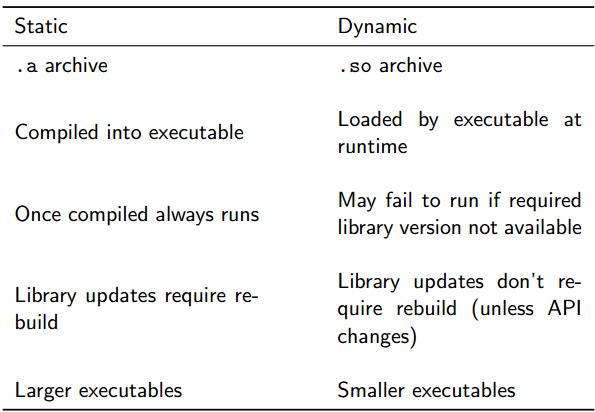 Static Dynamic
.a archive .so archive
Compiled into executable
Loaded by executable at
runtime
Once compiled always runs
May fail to run if required
library version not available
Library updates require re-
build
Library updates don't re-
quire rebuild (unless API
changes)
Larger executables Smaller executables